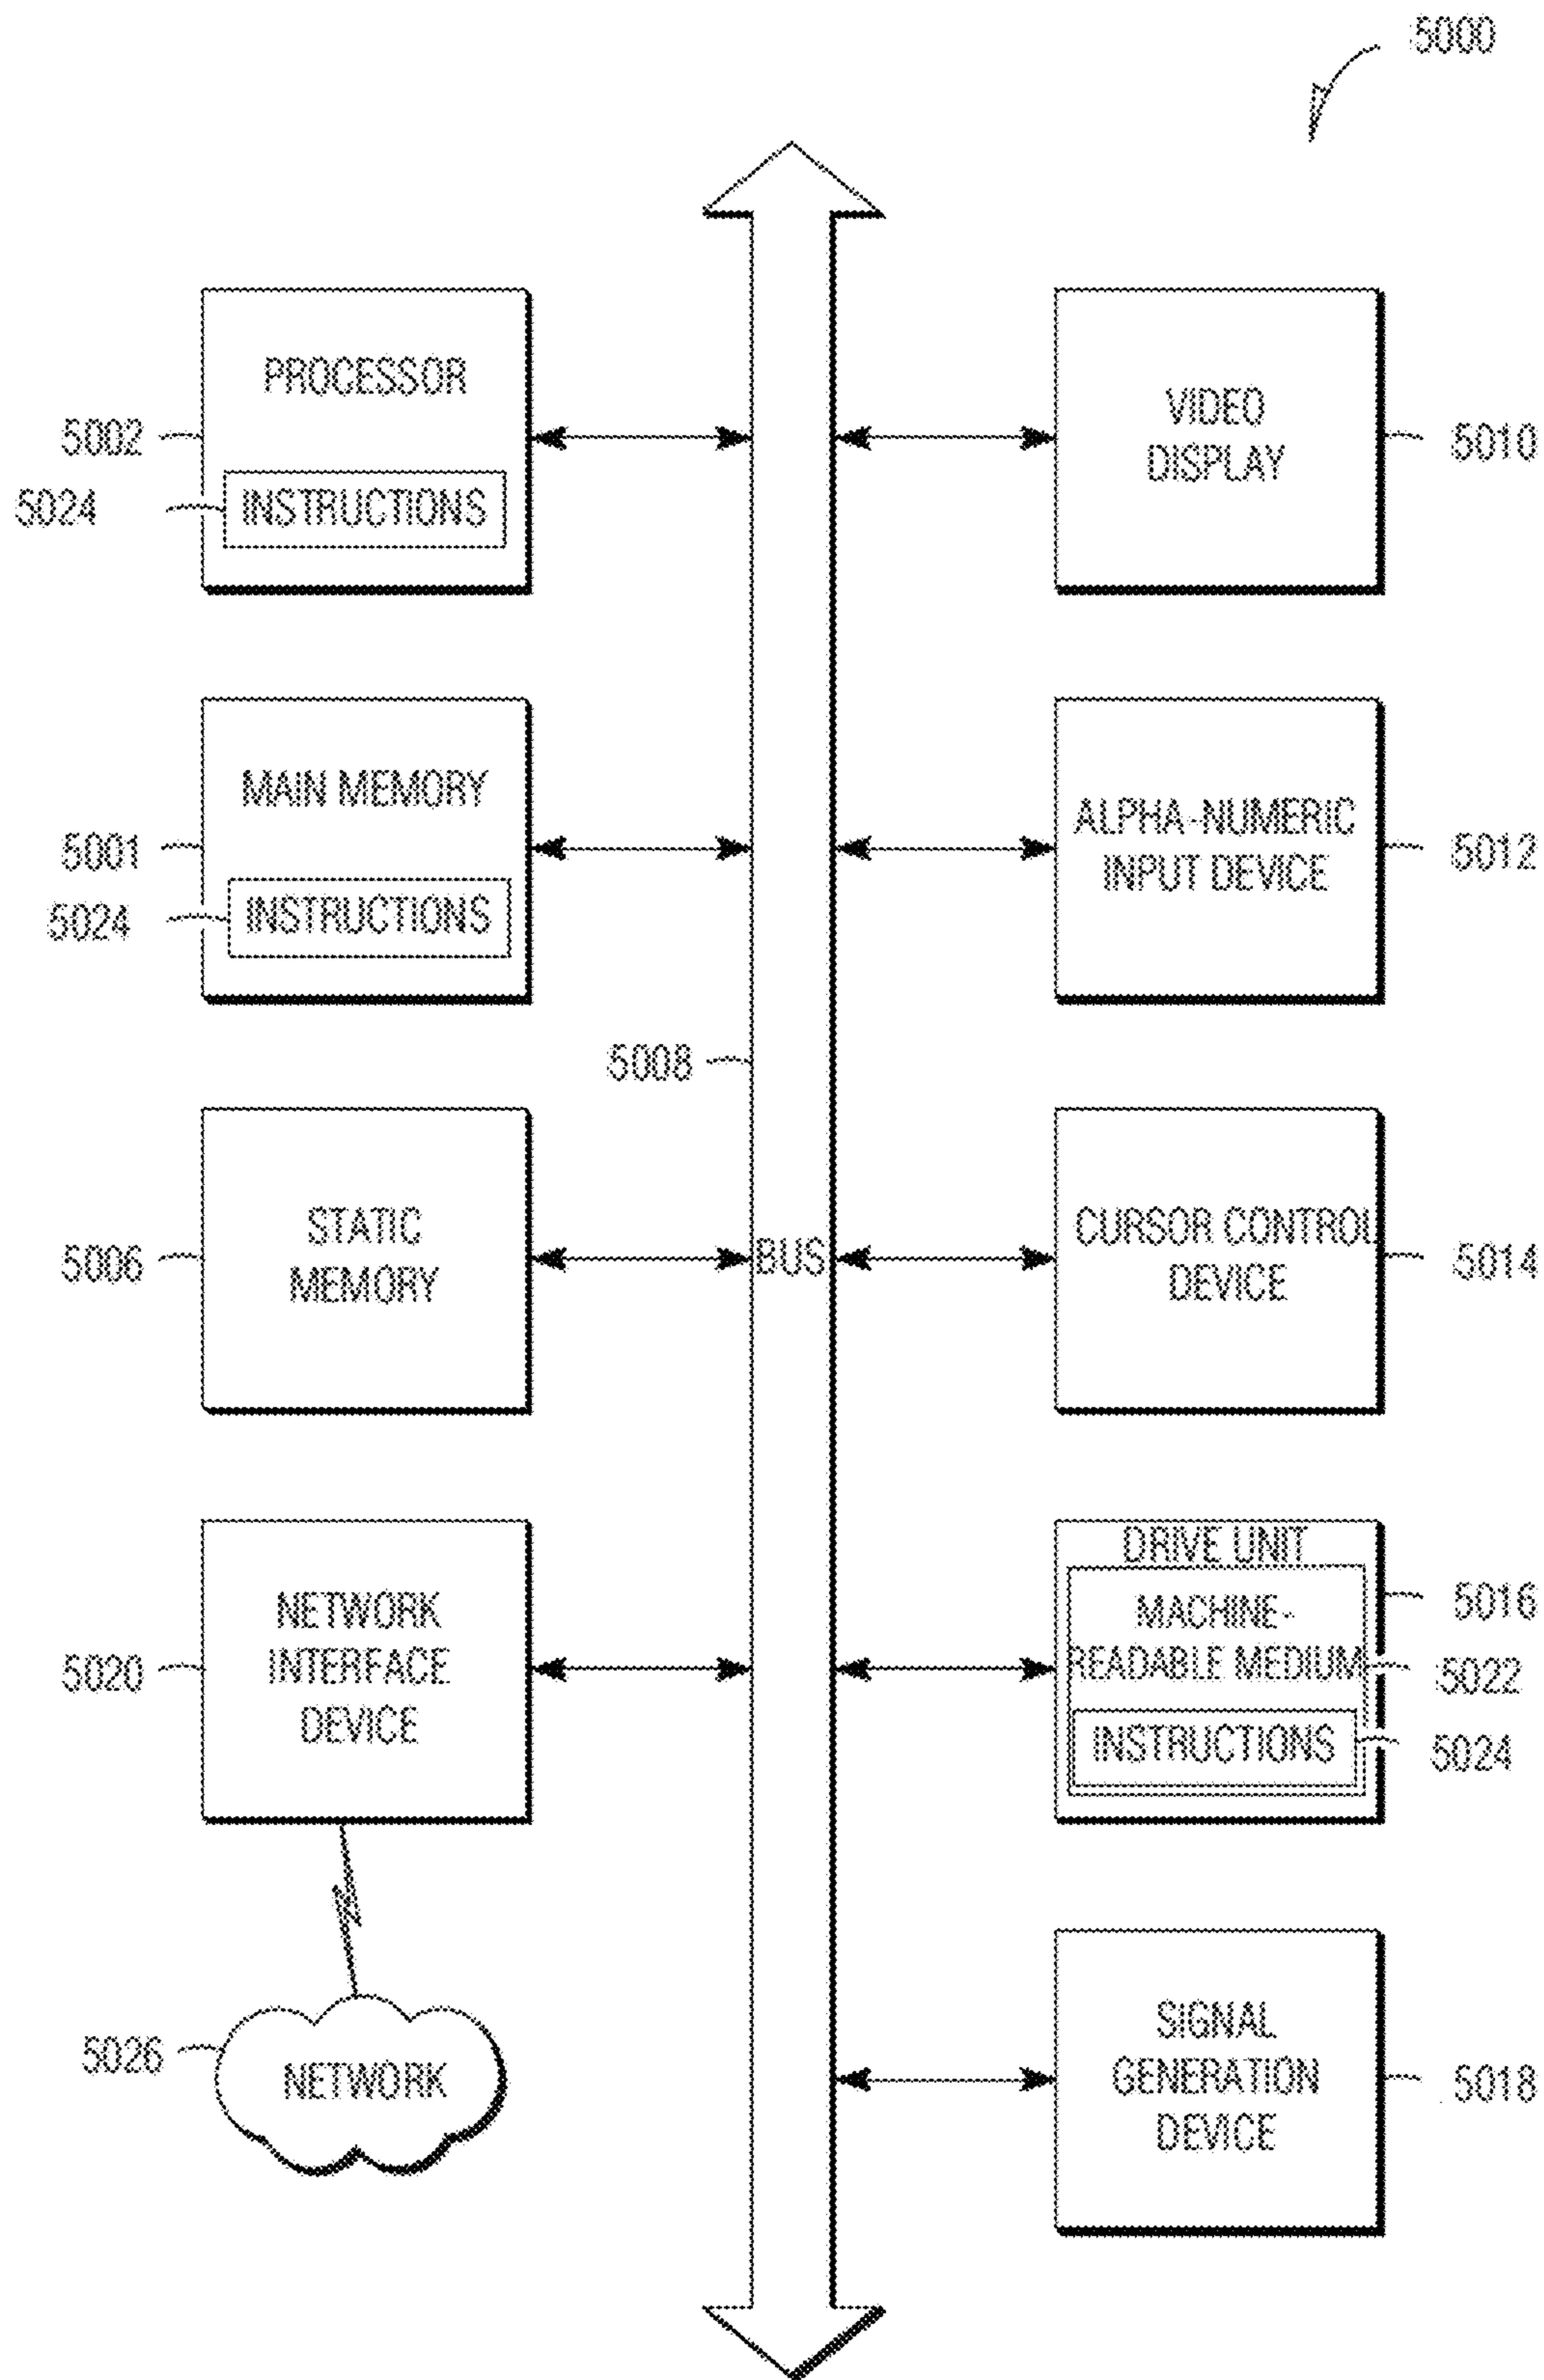 5000
PROCESSOR
5002
INSTRUCTIONS
5024
VIDEO
DISPLAY
5010
MAIN MEMORY
5001
INSTRUCTIONS
5024
ALPHA-NUMERIC
INPUT DEVICE
5012
5008
STATIC
MEMORY
5006
BUS
CURSOR CONTROL
DEVICE
5014
NETWORK
INTERFACE
DEVICE
5020
DRIVE UNIT
5016
MACHINE-
READABLE MEDIUM
5022
INSTRUCTIONS
5024
5026
NETWORK
SIGNAL
GENERATION
DEVICE
5018